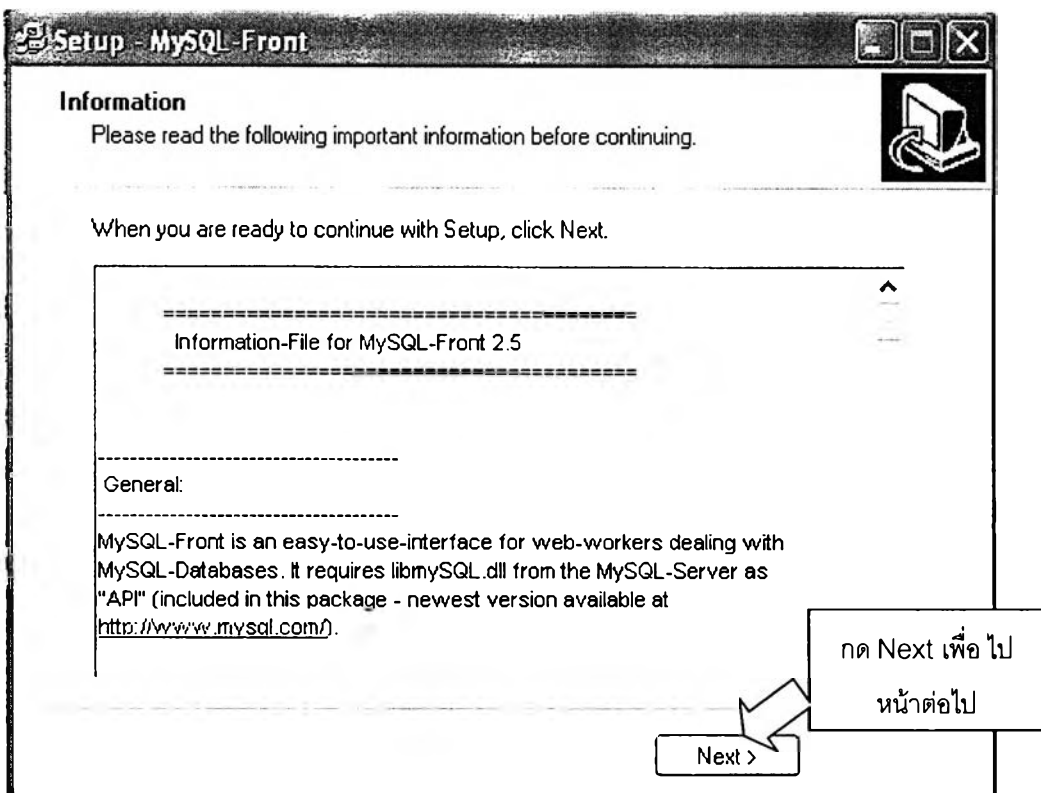 Setup - MySQL-Front
Information
Please read the following important information before continuing.
When you are ready to continue with Setup, click Next.
========================================
Information-File for MySQL-Front 2.5
========================================
-------------------------------------
General:
-------------------------------------
MySQL-Front is an easy-to-use-interface for web-workers dealing with
MySQL-Databases. It requires libmySQL.dll from the MySQL-Server as
"API" (included in this package - newest version available at
http://www.mysql.com/).
กด Next เพื่อ ไป
หน้าต่อไป
Next >